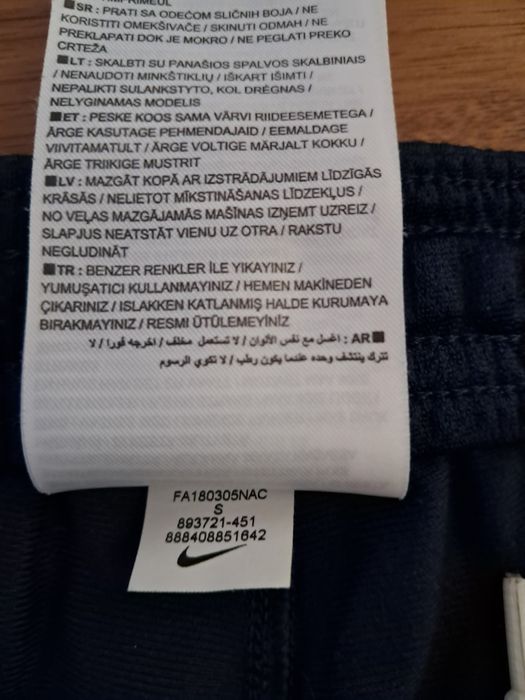 ■SR : PRATI SA ODEĆOM SLIČNIH BOJA / NE
KORISTITI OMEKŠIVAČE / SKINUTI ODMAH / NE
PREKLAPATI DOK JE MOKRO / NE PEGLATI PREKO
CRTEŽA
■LT : SKALBTI SU PANAŠIOS SPALVOS SKALBINIAIS
/ NENAUDOTI MINKŠTIKLIŲ / IŠKART IŠIMTI /
NEPALIKTI SULANKSTYTO, KOL DRĖGNAS /
NELYGINAMAS MODELIS
■ET : PESKE KOOS SAMA VÄRVI RIIDEESEMETEGA /
ÄRGE KASUTAGE PEHMENDAJAID / EEMALDAGE
VIIVITAMATULT / ÄRGE VOLTIGE MÄRJALT KOKKU /
ÄRGE TRIIKIGE MUSTRIT
■LV : MAZGĀT KOPĀ AR IZSTRĀDĀJUMIEM LĪDZĪGĀS
KRĀSĀS / NELIETOT MĪKSTINĀŠANAS LĪDZEKĻUS /
NO VEĻAS MAZGĀJAMĀS MAŠĪNAS IZŅEMT UZREIZ /
SLAPJUS NEATSTĀT VIENU UZ OTRA / RAKSTU
NEGLUDINĀT
■TR : BENZER RENKLER İLE YIKAYINIZ /
YUMUŞATICI KULLANMAYINIZ / HEMEN MAKİNEDEN
ÇIKARINIZ / ISLAKKEN KATLANMIŞ HALDE KURUMAYA
BIRAKMAYINIZ / RESMI ÜTÜLEMEYİNİZ
■AR : اغسل مع نفس الألوان / لا تستعمل مخلف / اخرجه فورا / لا
تترك ينتشف وحده عندما يكون رطب / لا تكوي الرسوم
FA180305NAC
S
893721-451
888408851642